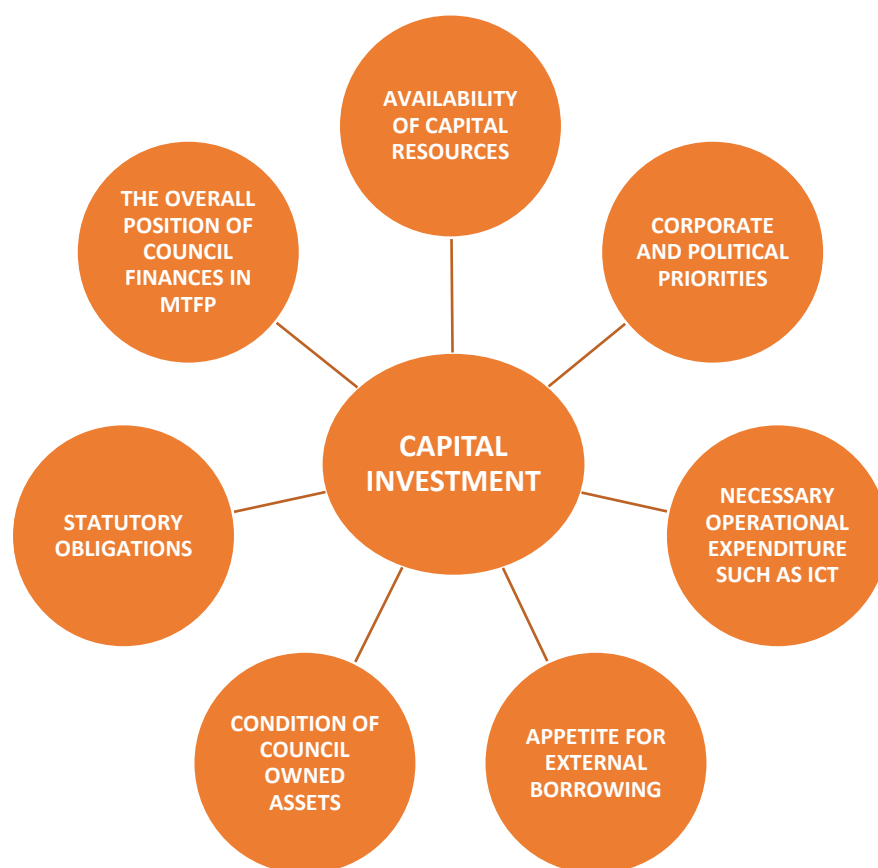 AVAILABILITY
OF CAPITAL
RESOURCES
CORPORATE
AND POLITICAL
PRIORITIES
NECESSARY
OPERATIONAL
EXPENDITURE
SUCH AS ICT
APPETITE FOR
EXTERNAL
BORROWING
CONDITION OF
COUNCIL
OWNED
ASSETS
STATUTORY
OBLIGATIONS
THE OVERALL
POSITION OF
COUNCIL
FINANCES IN
MTFP
CAPITAL
INVESTMENT